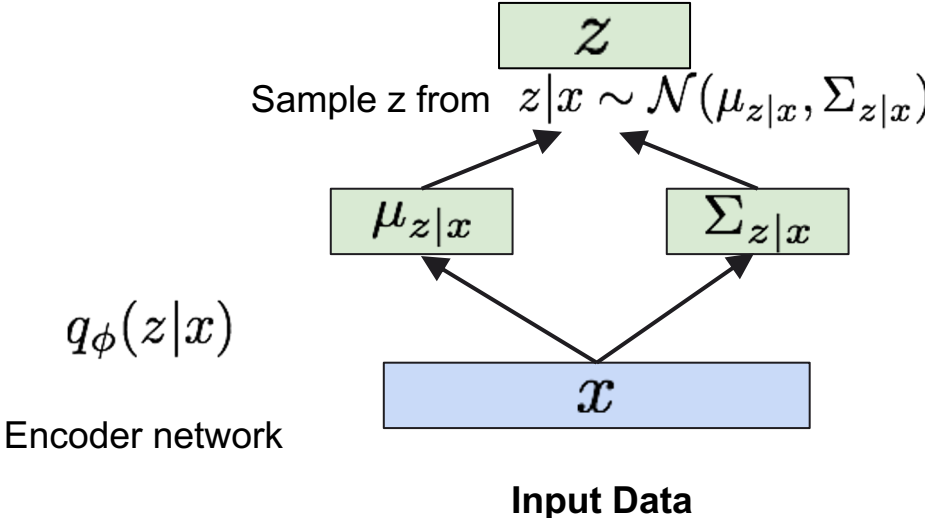 z
Sample z from z|x ∼ 𝒩(μ_{z|x}, Σ_{z|x})
μ_{z|x} Σ_{z|x}
q_ϕ(z|x)
x
Encoder network
Input Data